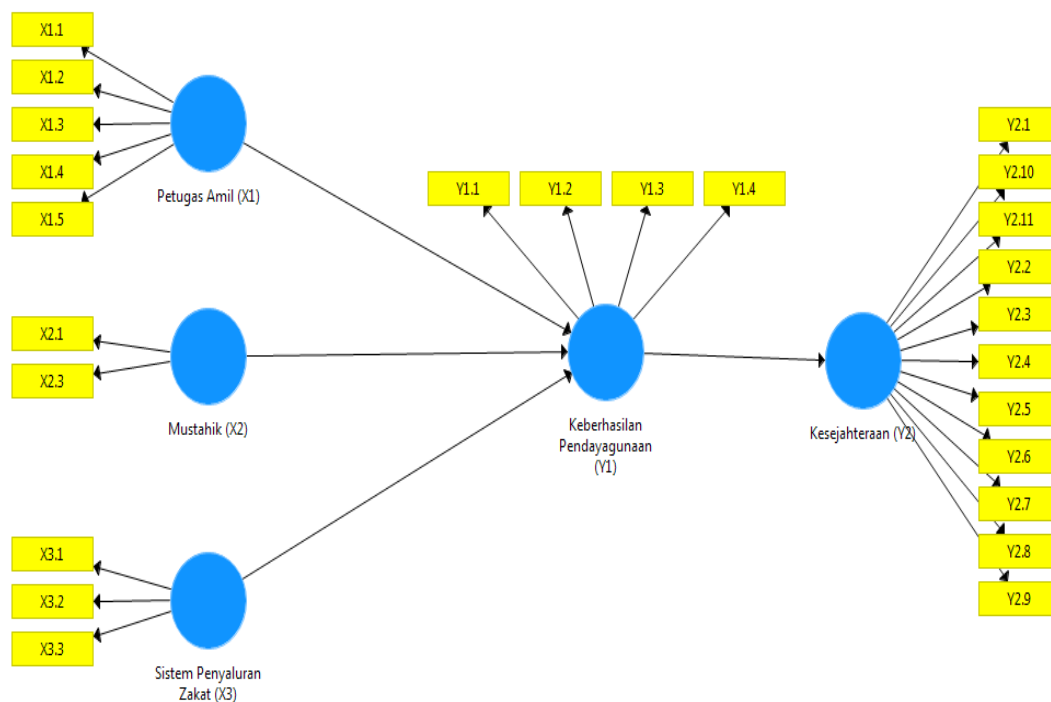 X1.1
X1.2
X1.3
X1.4
X1.5
Petugas Amil (X1)
X2.1
X2.3
Mustahik (X2)
X3.1
X3.2
X3.3
Sistem Penyaluran
Zakat (X3)
Y1.1
Y1.2
Y1.3
Y1.4
Keberhasilan
Pendayagunaan
(Y1)
Kesejahteraan (Y2)
Y2.1
Y2.10
Y2.11
Y2.2
Y2.3
Y2.4
Y2.5
Y2.6
Y2.7
Y2.8
Y2.9